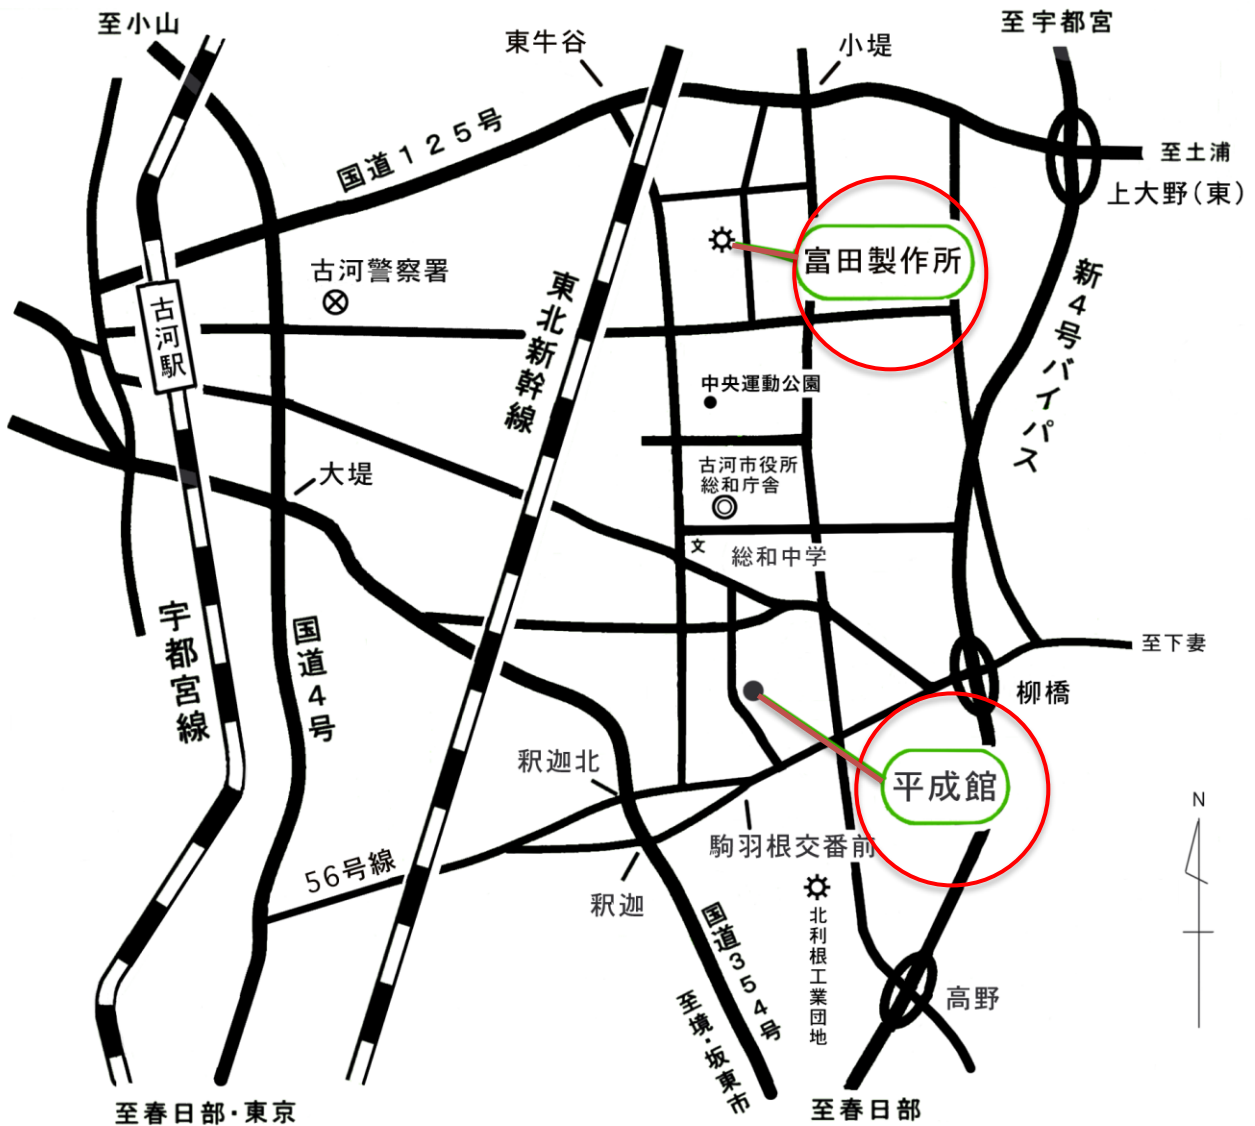 至小山
東牛谷
小堤
至宇都宮
国道125号
至土浦
上大野(東)
古河警察署
富田製作所
古河駅
東北新幹線
新4号バイパス
中央運動公園
古河市役所
総和庁舎
大堤
文
総和中学
宇都宮線
国道4号
至下妻
柳橋
釈迦北
平成館
N
駒羽根交番前
56号線
釈迦
国道354号
北利根工業団地
高野
至境・坂東市
至春日部・東京
至春日部